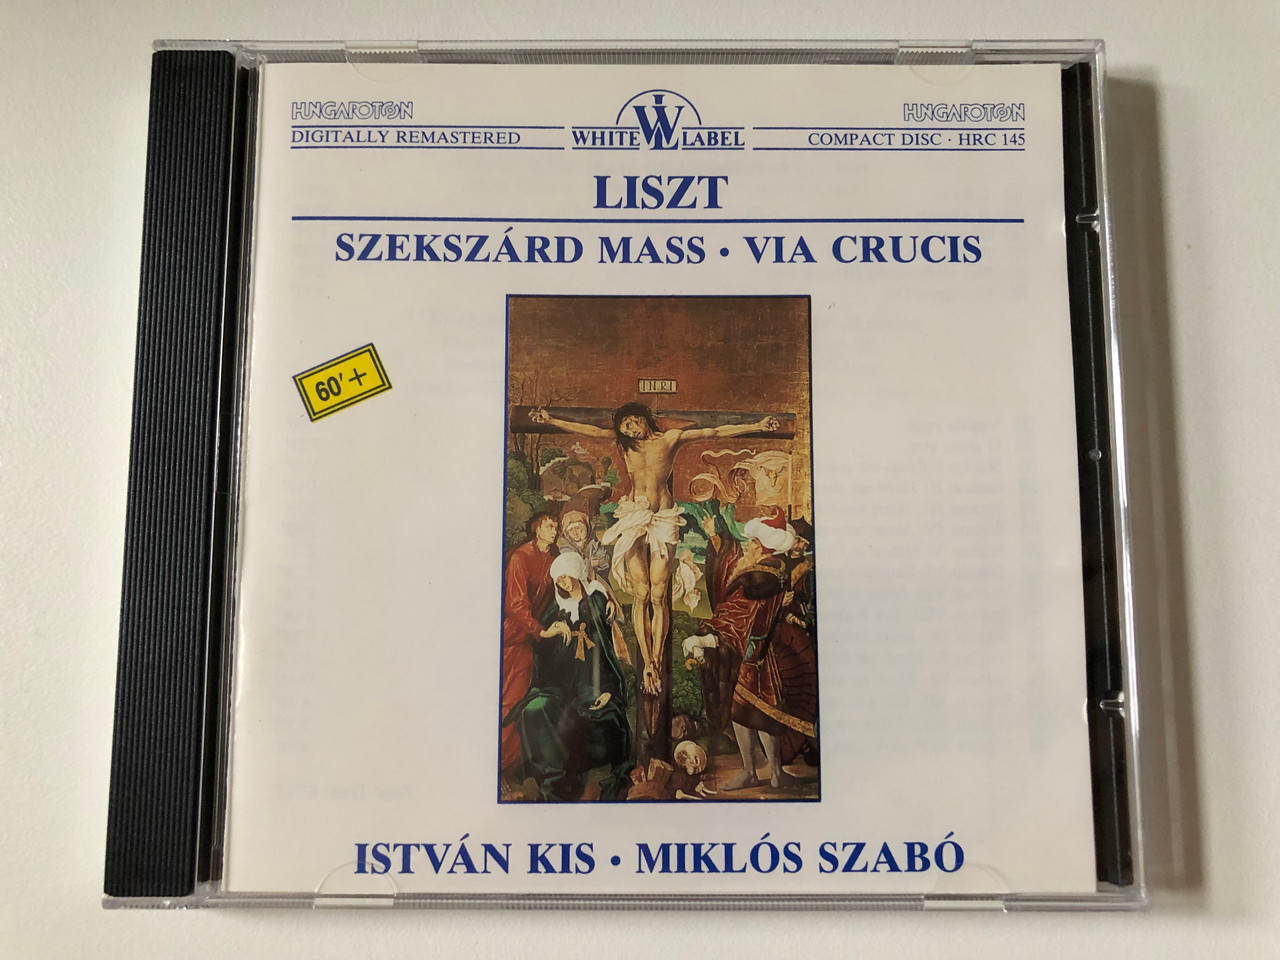 HUNGAROTON HUNGAROTON
DIGITALLY REMASTERED WL WHITE LABEL COMPACT DISC · HRC 145
LISZT
SZEKSZÁRD MASS · VIA CRUCIS
60'+
INRI
ISTVÁN KIS · MIKLÓS SZABÓ